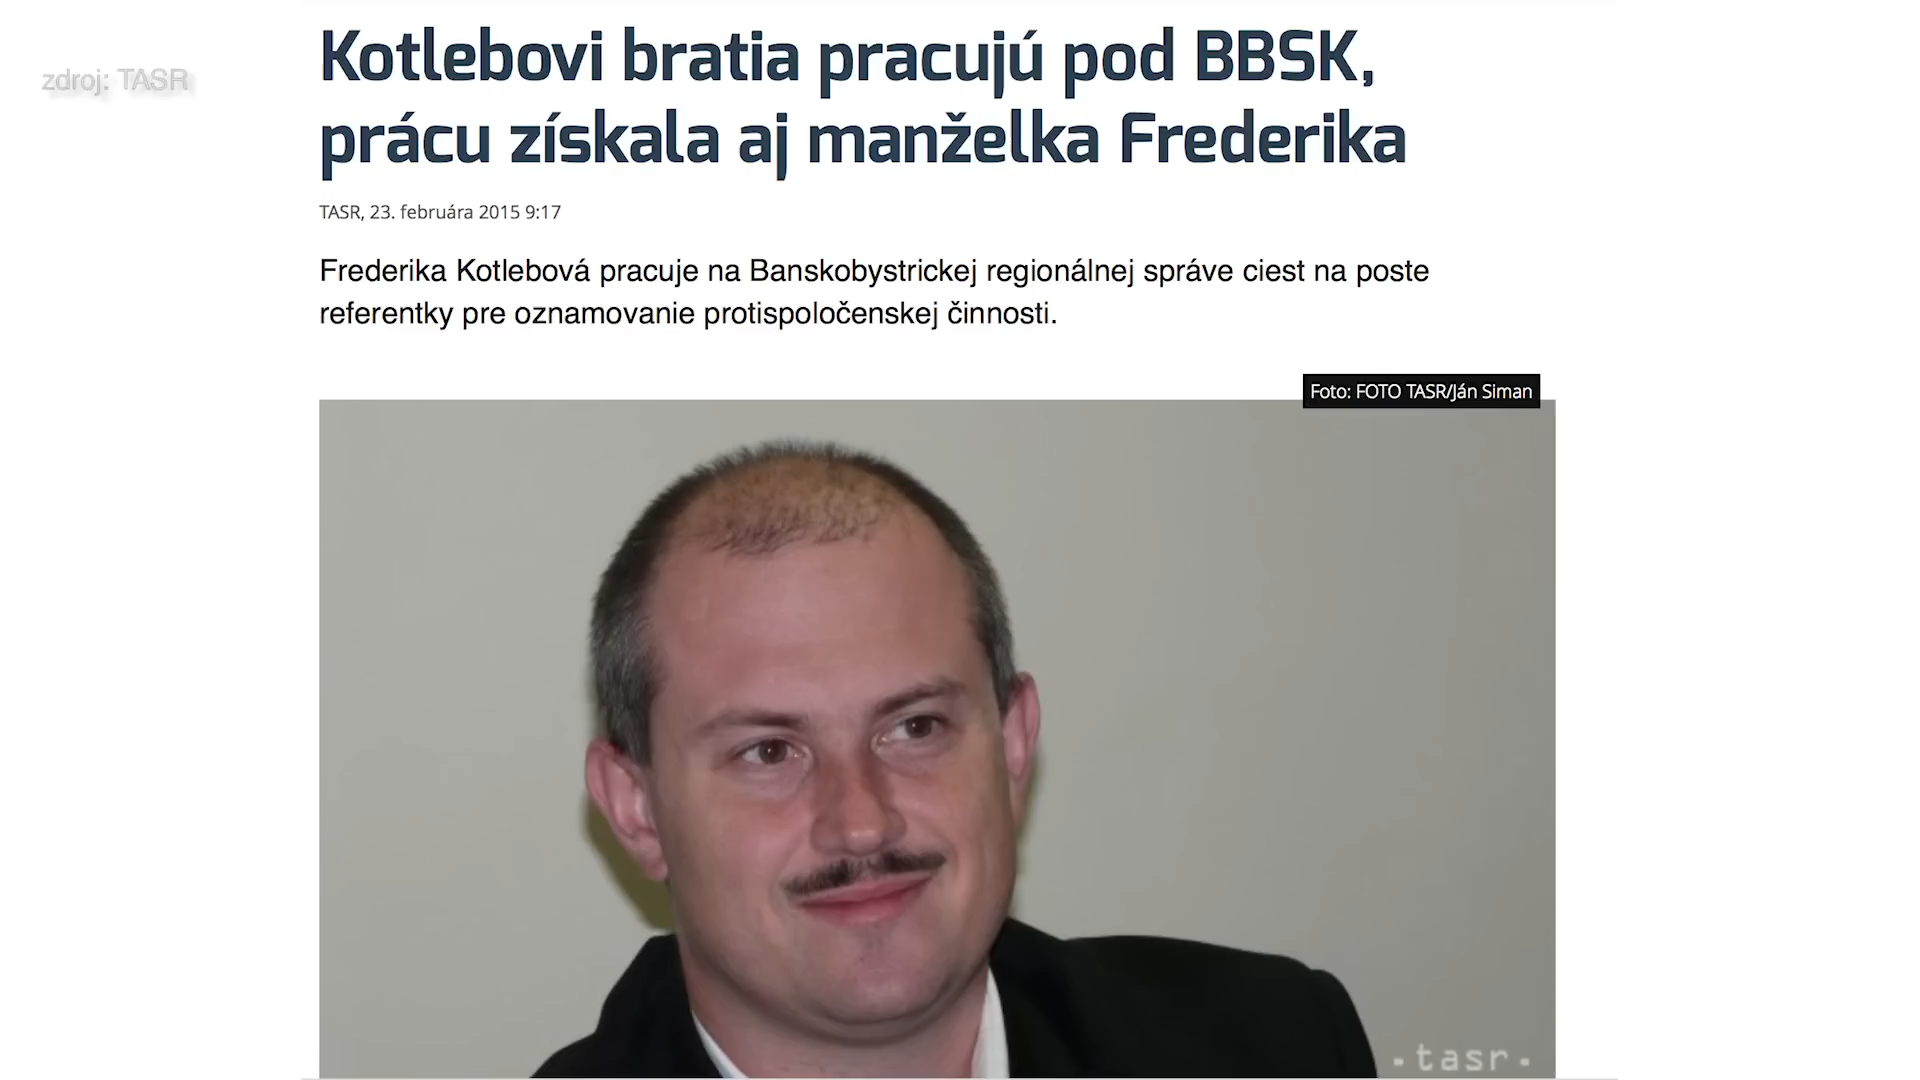 zdroj: TASR
Kotlebovi bratia pracujú pod BBSK,
prácu získala aj manželka Frederika
TASR, 23. februára 2015 9:17
Frederika Kotlebová pracuje na Banskobystrickej regionálnej správe ciest na poste
referentky pre oznamovanie protispoločenskej činnosti.
Foto: FOTO TASR/Ján Siman
.tasr.